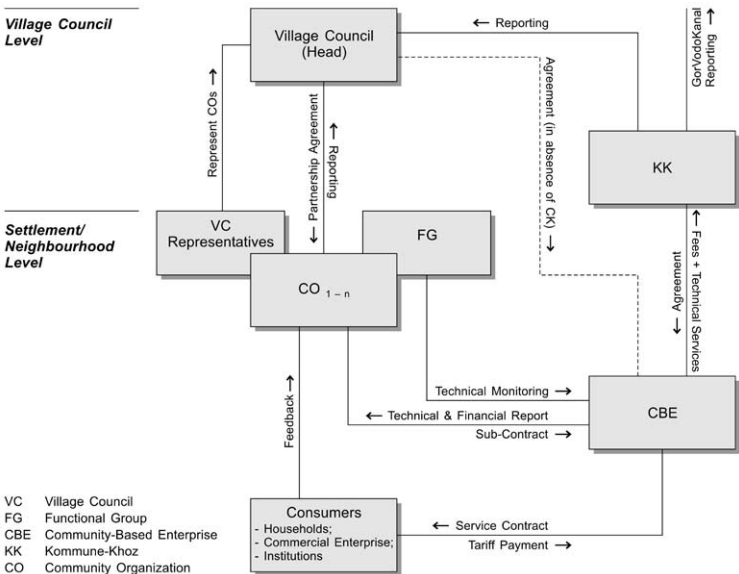 Village Council
Level
Village Council
(Head)
← Reporting
GorVodoKanal
Reporting →
Represent COs →
← Partnership Agreement
Reporting →
Agreement (in absence of CK) →
KK
Settlement/
Neighbourhood
Level
VC
Representatives
FG
CO 1 – n
← Agreement
Fees + Technical Services →
Feedback →
Technical Monitoring →
← Technical & Financial Report
Sub-Contract →
CBE
Consumers
- Households;
- Commercial Enterprise;
- Institutions
← Service Contract
Tariff Payment →
VC Village Council
FG Functional Group
CBE Community-Based Enterprise
KK Kommune-Khoz
CO Community Organization